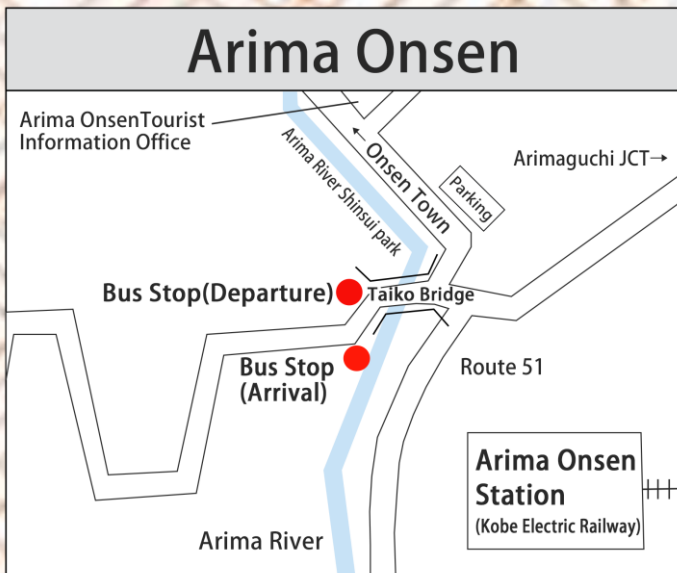 Arima Onsen
Arima OnsenTourist
Information Office
Arima River Shinsui park
← Onsen Town
Parking
Arimaguchi JCT→
Bus Stop(Departure)
Taiko Bridge
Bus Stop
(Arrival)
Route 51
Arima Onsen
Station
(Kobe Electric Railway)
Arima River